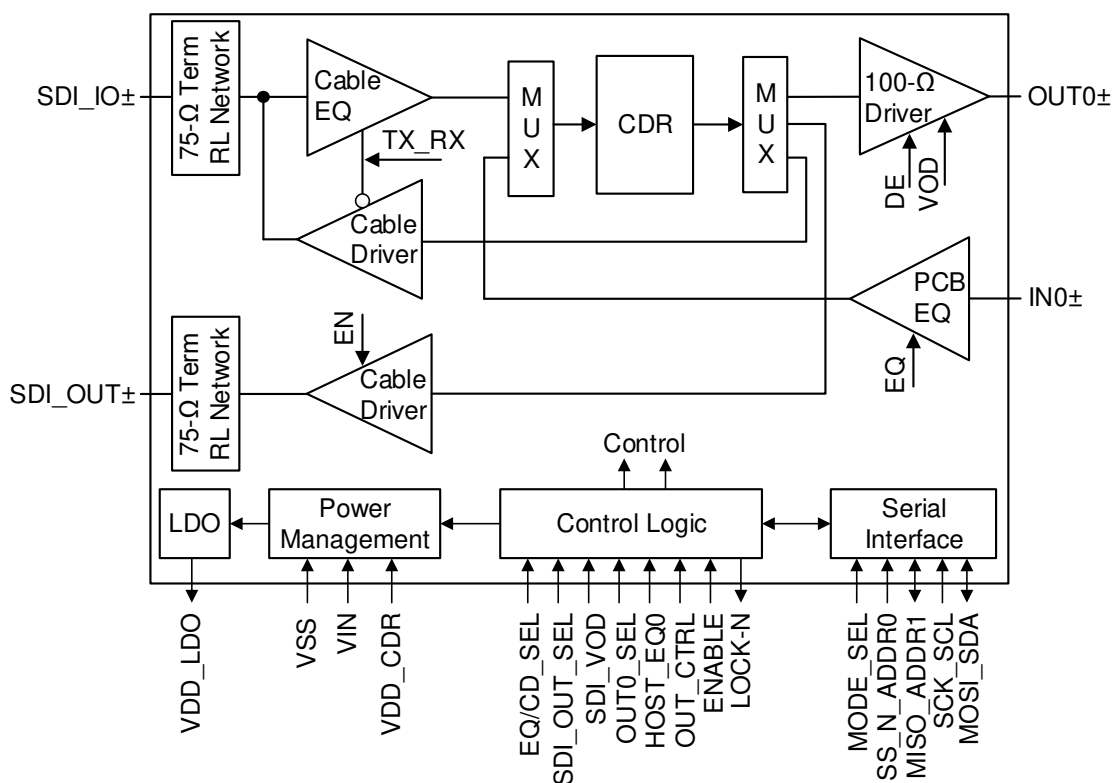 SDI_IO±
75-Ω Term
RL Network
Cable
EQ
TX_RX
M
U
X
CDR
M
U
X
100-Ω
Driver
DE
VOD
OUT0±
Cable
Driver
PCB
EQ
EQ
IN0±
SDI_OUT±
75-Ω Term
RL Network
EN
Cable
Driver
Control
LDO
Power
Management
Control Logic
Serial
Interface
VDD_LDO
VSS
VIN
VDD_CDR
EQ/CD_SEL
SDI_OUT_SEL
SDI_VOD
OUT0_SEL
HOST_EQ0
OUT_CTRL
ENABLE
LOCK-N
MODE_SEL
SS_N_ADDR0
MISO_ADDR1
SCK_SCL
MOSI_SDA